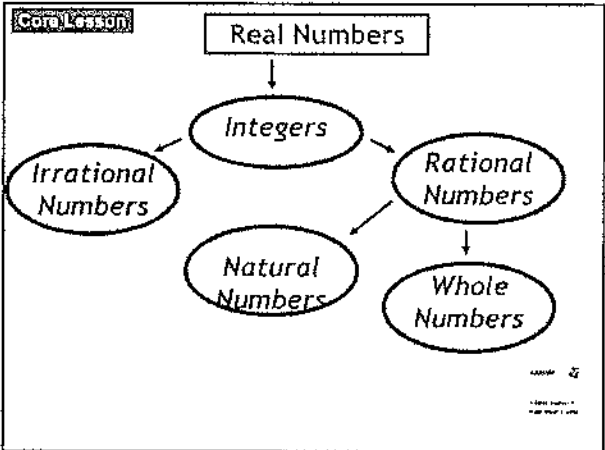 Core Lesson
Real Numbers
Integers
Irrational
Numbers
Rational
Numbers
Natural
Numbers
Whole
Numbers